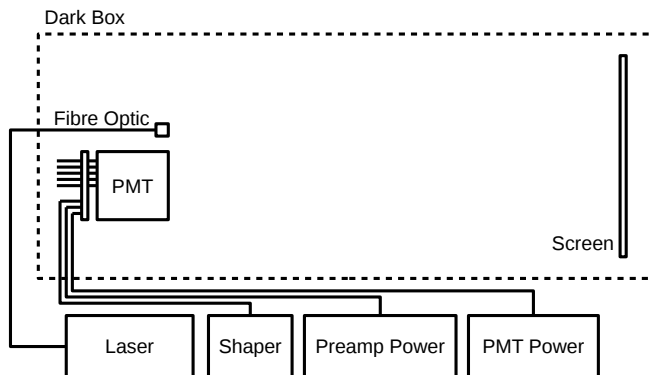 Dark Box
Fibre Optic
PMT
Screen
Laser
Shaper
Preamp Power
PMT Power